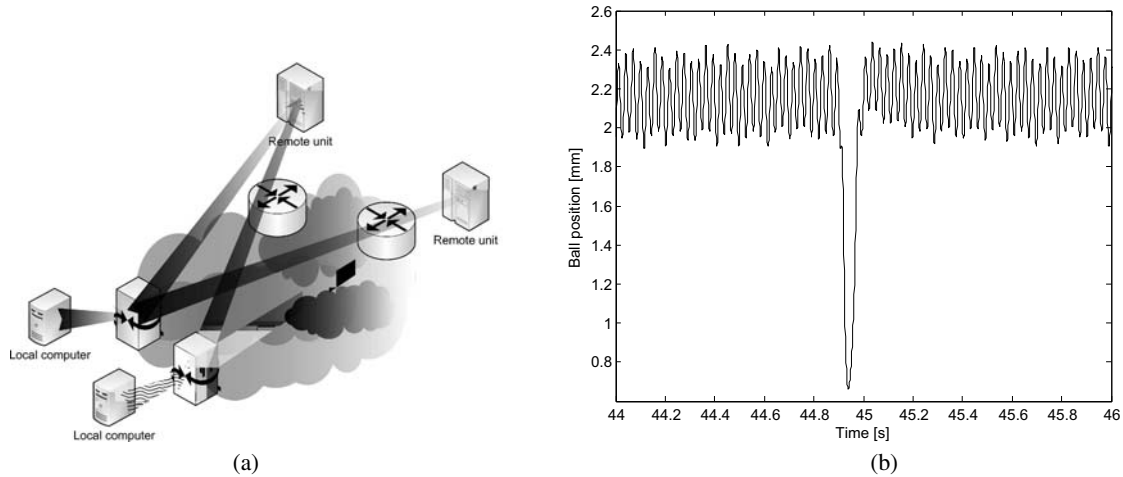 Remote unit
Remote unit
Local computer
Local computer
(a)
2.6
2.4
2.2
2
1.8
1.6
1.4
1.2
1
0.8
Ball position [mm]
44 44.2 44.4 44.6 44.8 45 45.2 45.4 45.6 45.8 46
Time [s]
(b)